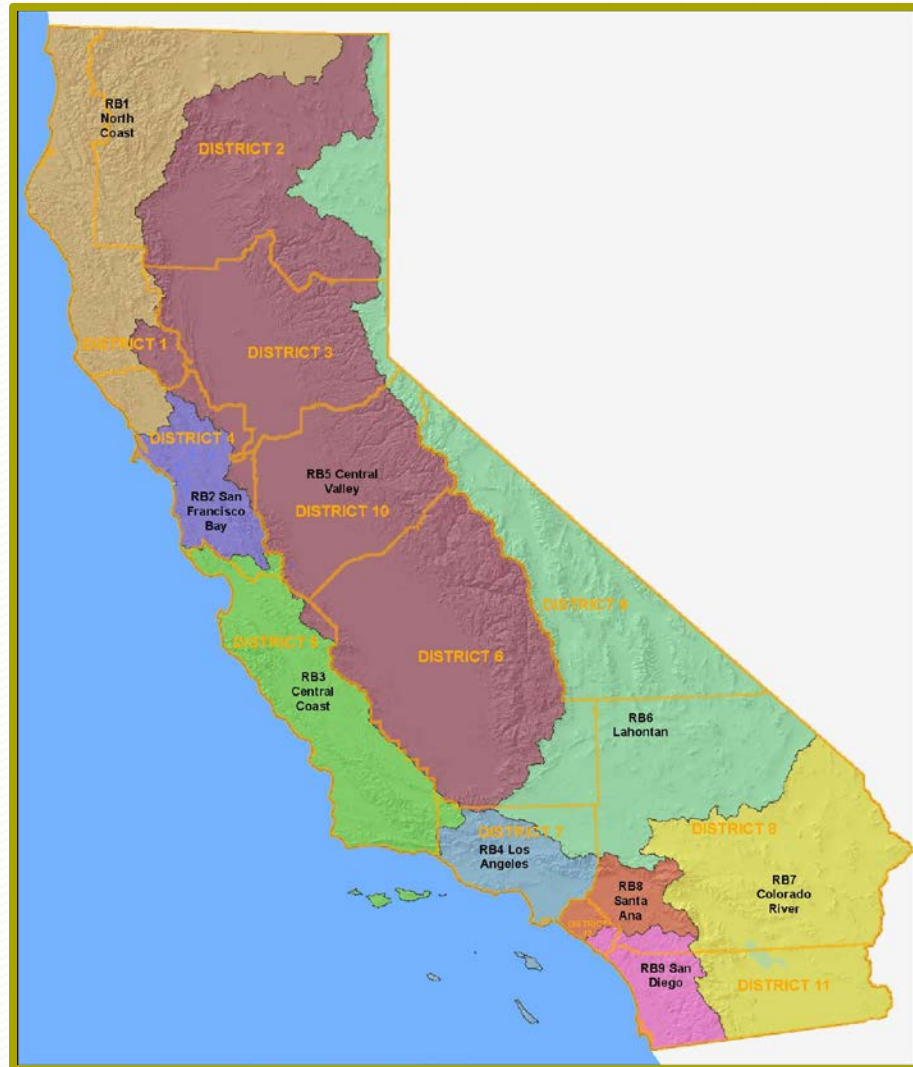 RB1
North
Coast
DISTRICT 2
DISTRICT 1
DISTRICT 3
DISTRICT 4
RB5 Central
Valley
RB2 San
Francisco
Bay
DISTRICT 10
DISTRICT 9
DISTRICT 5
DISTRICT 6
RB3
Central
Coast
RB6
Lahontan
DISTRICT 7
DISTRICT 8
RB4 Los
Angeles
RB8
Santa
Ana
RB7
Colorado
River
DISTRICT
RB9 San
Diego
DISTRICT 11